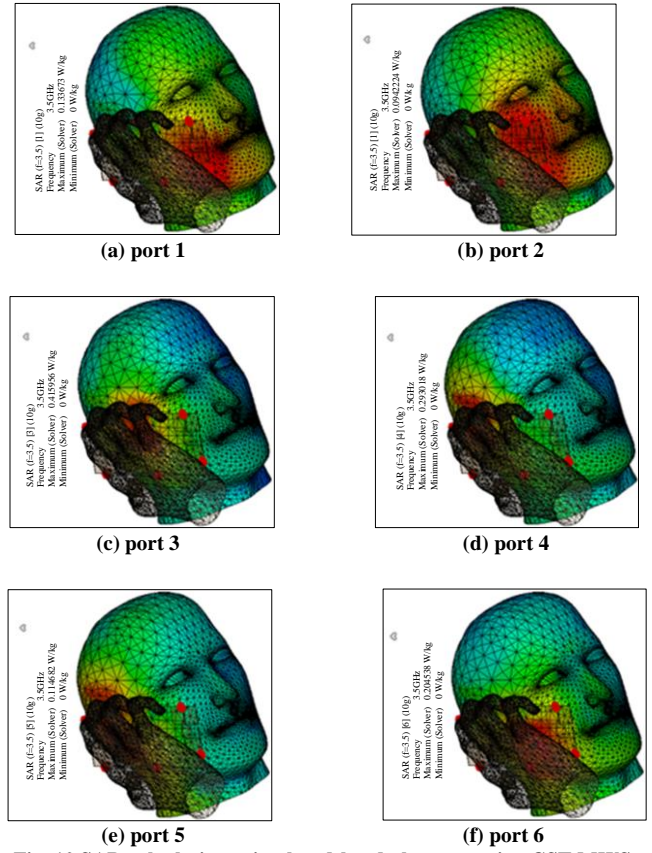 SAR (f=3.5) [1] (10g)
Frequency 3.5GHz
Maximum (Solver) 0.133673 W/kg
Minimum (Solver) 0 W/kg
(a) port 1
SAR (f=3.5) [1] (10g)
Frequency 3.5GHz
Maximum (Solver) 0.0942224 W/kg
Minimum (Solver) 0 W/kg
(b) port 2
SAR (f=3.5) [3] (10g)
Frequency 3.5GHz
Maximum (Solver) 0.415956 W/kg
Minimum (Solver) 0 W/kg
(c) port 3
SAR (f=3.5) [4] (10g)
Frequency 3.5GHz
Maximum (Solver) 0.293018 W/kg
Minimum (Solver) 0 W/kg
(d) port 4
SAR (f=3.5) [5] (10g)
Frequency 3.5GHz
Maximum (Solver) 0.114682 W/kg
Minimum (Solver) 0 W/kg
(e) port 5
SAR (f=3.5) [6] (10g)
Frequency 3.5GHz
Maximum (Solver) 0.204538 W/kg
Minimum (Solver) 0 W/kg
(f) port 6